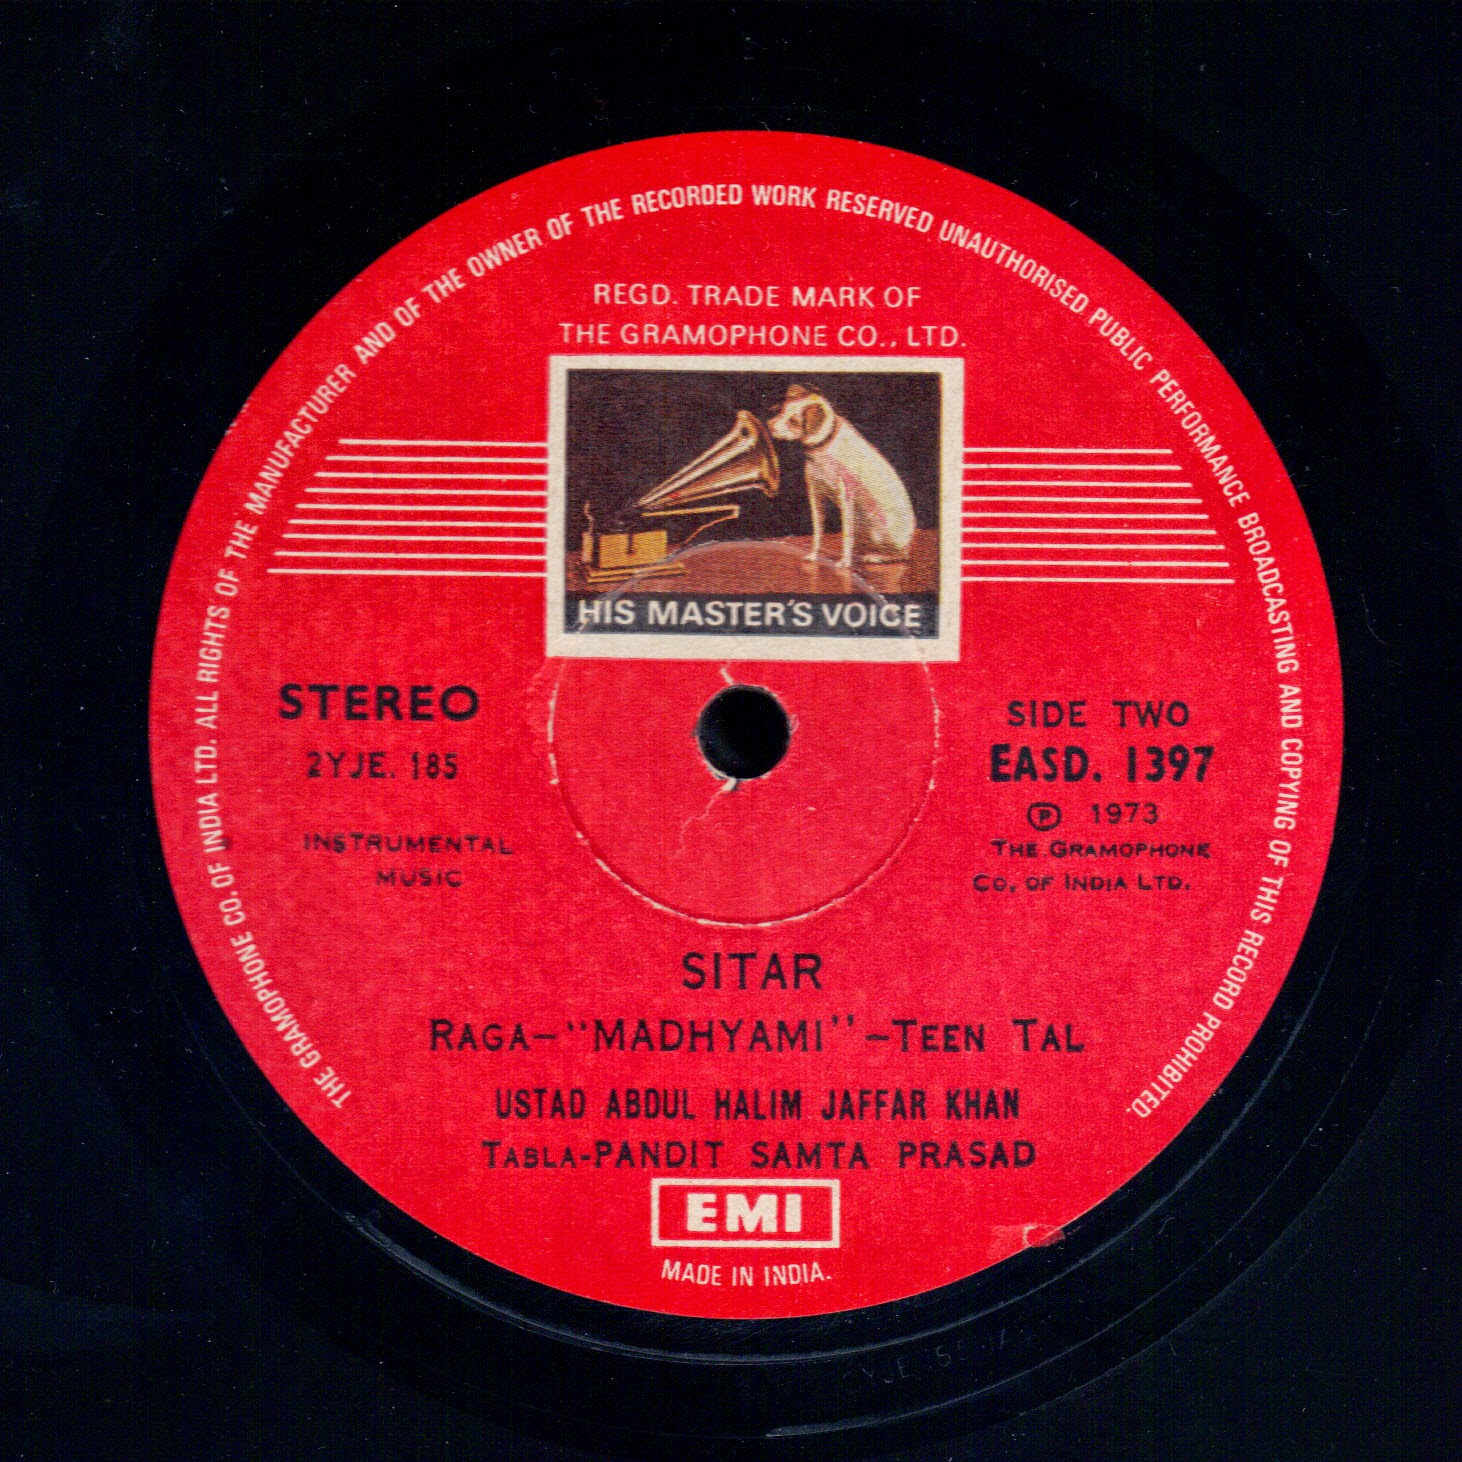 THE GRAMOPHONE CO. OF INDIA LTD. ALL RIGHTS OF THE MANUFACTURER AND OF THE OWNER OF THE RECORDED WORK RESERVED UNAUTHORISED PUBLIC PERFORMANCE BROADCASTING AND COPYING OF THIS RECORD PROHIBITED.
REGD. TRADE MARK OF
THE GRAMOPHONE CO., LTD.
HIS MASTER'S VOICE
STEREO
2YJE. 185
INSTRUMENTAL
MUSIC
SIDE TWO
EASD. 1397
℗ 1973
THE GRAMOPHONE
CO. OF INDIA LTD.
SITAR
RAGA–"MADHYAMI"–TEEN TAL
USTAD ABDUL HALIM JAFFAR KHAN
TABLA-PANDIT SAMTA PRASAD
EMI
MADE IN INDIA.